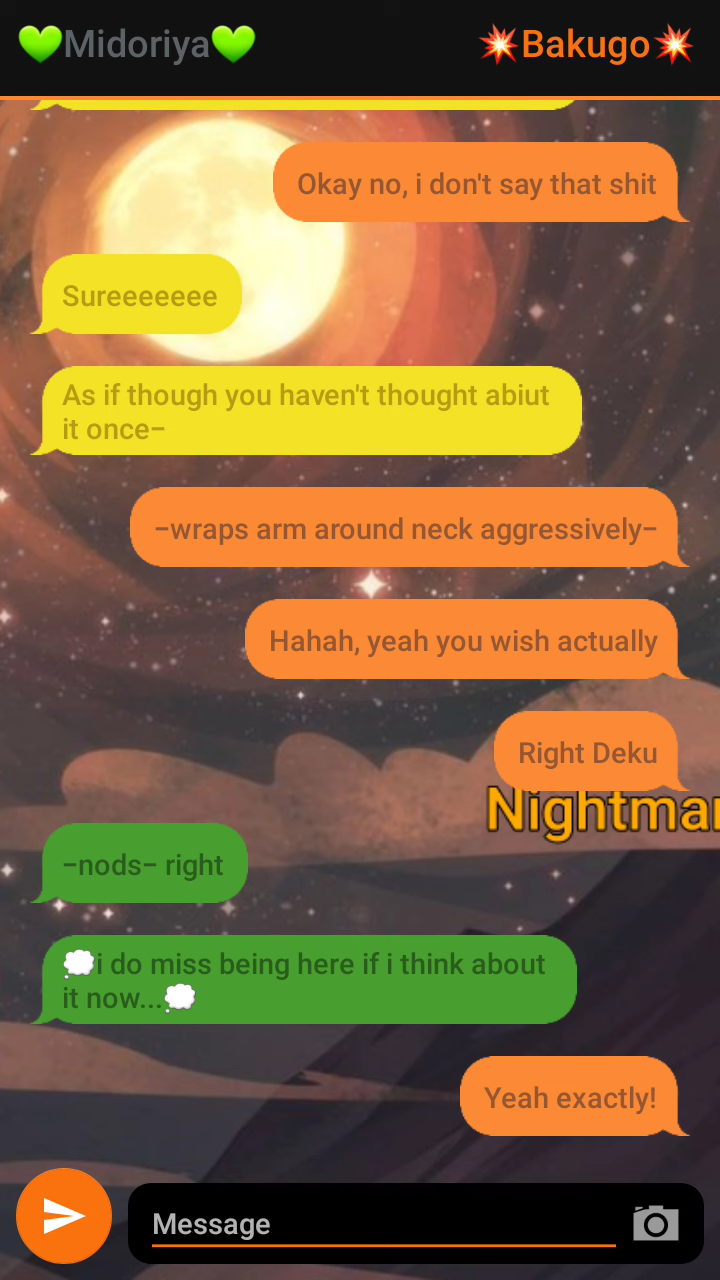 💚Midoriya💚
💥Bakugo💥
Okay no, i don't say that shit
Sureeeeeee
As if though you haven't thought abiut
it once–
–wraps arm around neck aggressively–
Hahah, yeah you wish actually
Right Deku
Nightmar
–nods– right
💭i do miss being here if i think about
it now...💭
Yeah exactly!
Message